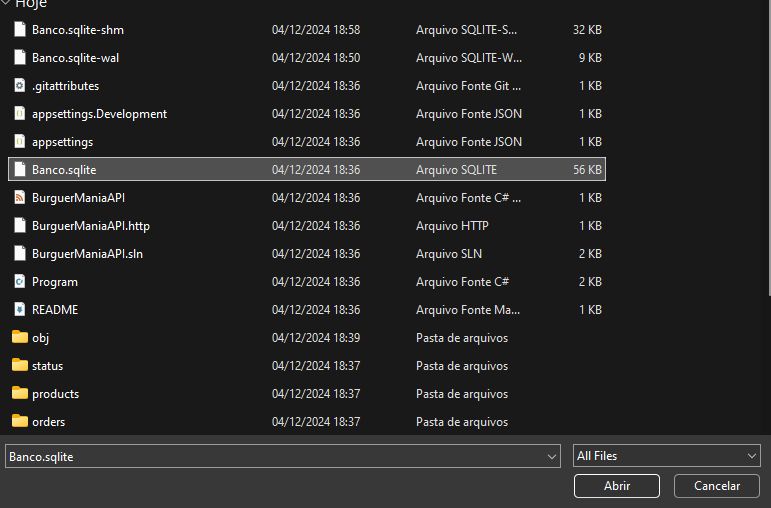 Hoje
Banco.sqlite-shm 04/12/2024 18:58 Arquivo SQLITE-S... 32 KB
Banco.sqlite-wal 04/12/2024 18:50 Arquivo SQLITE-W... 9 KB
.gitattributes 04/12/2024 18:36 Arquivo Fonte Git ... 1 KB
appsettings.Development 04/12/2024 18:36 Arquivo Fonte JSON 1 KB
appsettings 04/12/2024 18:36 Arquivo Fonte JSON 1 KB
Banco.sqlite 04/12/2024 18:36 Arquivo SQLITE 56 KB
BurguerManiaAPI 04/12/2024 18:36 Arquivo Fonte C# ... 1 KB
BurguerManiaAPI.http 04/12/2024 18:36 Arquivo HTTP 1 KB
BurguerManiaAPI.sln 04/12/2024 18:36 Arquivo SLN 2 KB
Program 04/12/2024 18:36 Arquivo Fonte C# 2 KB
README 04/12/2024 18:36 Arquivo Fonte Ma... 1 KB
obj 04/12/2024 18:39 Pasta de arquivos
status 04/12/2024 18:37 Pasta de arquivos
products 04/12/2024 18:37 Pasta de arquivos
orders 04/12/2024 18:37 Pasta de arquivos
Banco.sqlite All Files
Abrir Cancelar